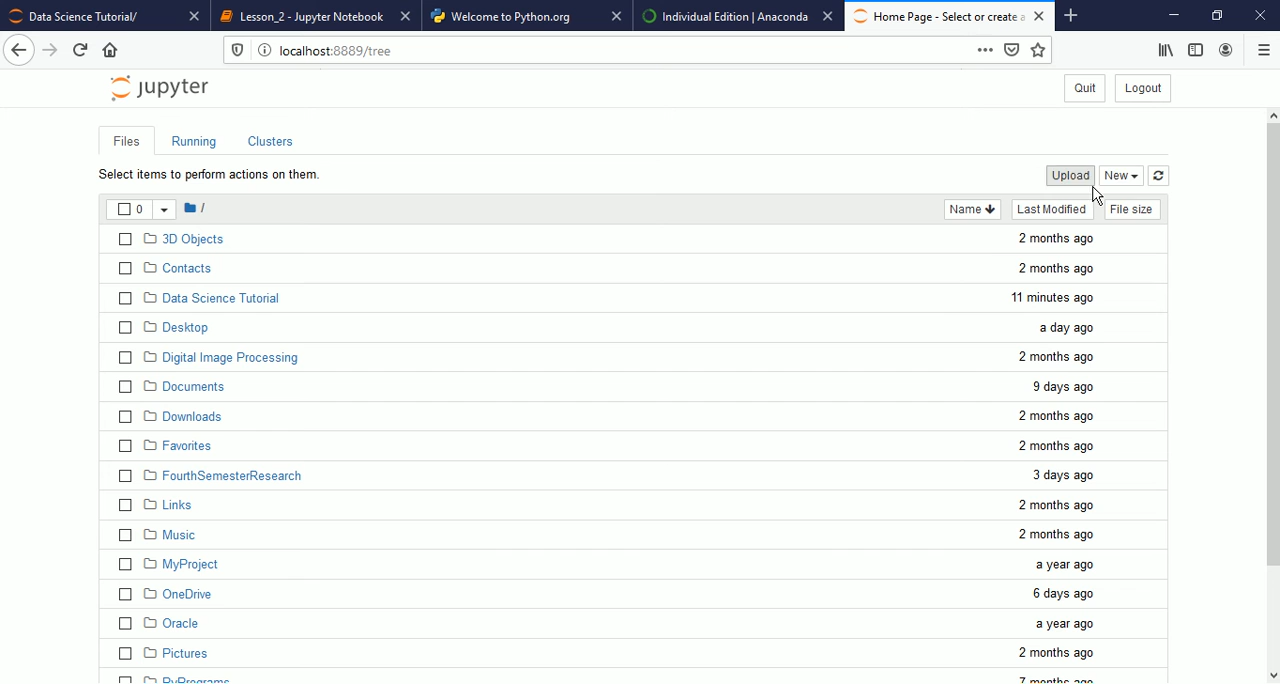 Data Science Tutorial/
Lesson_2 - Jupyter Notebook
Welcome to Python.org
Individual Edition | Anaconda
Home Page - Select or create a
localhost:8889/tree
jupyter
Quit
Logout
Files
Running
Clusters
Select items to perform actions on them.
Upload
New
0
/
Name
Last Modified
File size
3D Objects 2 months ago
Contacts 2 months ago
Data Science Tutorial 11 minutes ago
Desktop a day ago
Digital Image Processing 2 months ago
Documents 9 days ago
Downloads 2 months ago
Favorites 2 months ago
FourthSemesterResearch 3 days ago
Links 2 months ago
Music 2 months ago
MyProject a year ago
OneDrive 6 days ago
Oracle a year ago
Pictures 2 months ago
PyPrograms 7 months ago